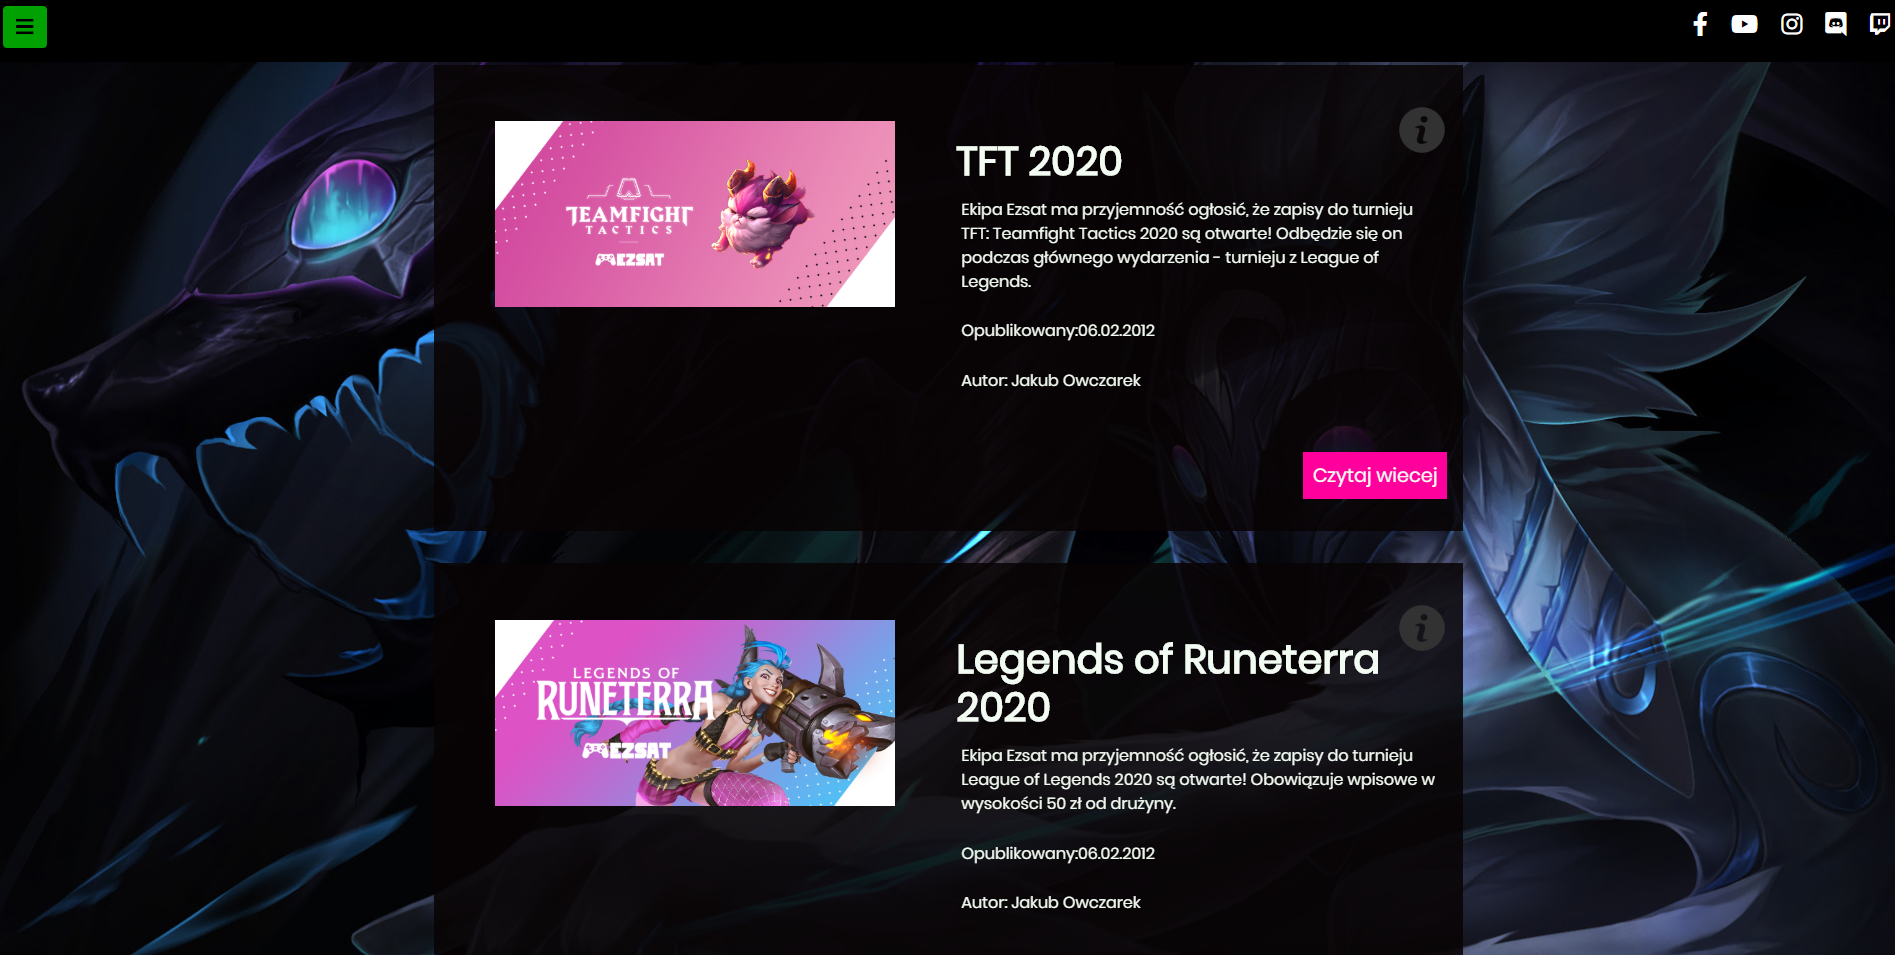 TEAMFIGHT
TACTICS
EZSAT
TFT 2020
Ekipa Ezsat ma przyjemność ogłosić, że zapisy do turnieju
TFT: Teamfight Tactics 2020 są otwarte! Odbędzie się on
podczas głównego wydarzenia - turnieju z League of
Legends.
Opublikowany:06.02.2012
Autor: Jakub Owczarek
Czytaj wiecej
LEGENDS OF
RUNETERRA
EZSAT
Legends of Runeterra
2020
Ekipa Ezsat ma przyjemność ogłosić, że zapisy do turnieju
League of Legends 2020 są otwarte! Obowiązuje wpisowe w
wysokości 50 zł od drużyny.
Opublikowany:06.02.2012
Autor: Jakub Owczarek